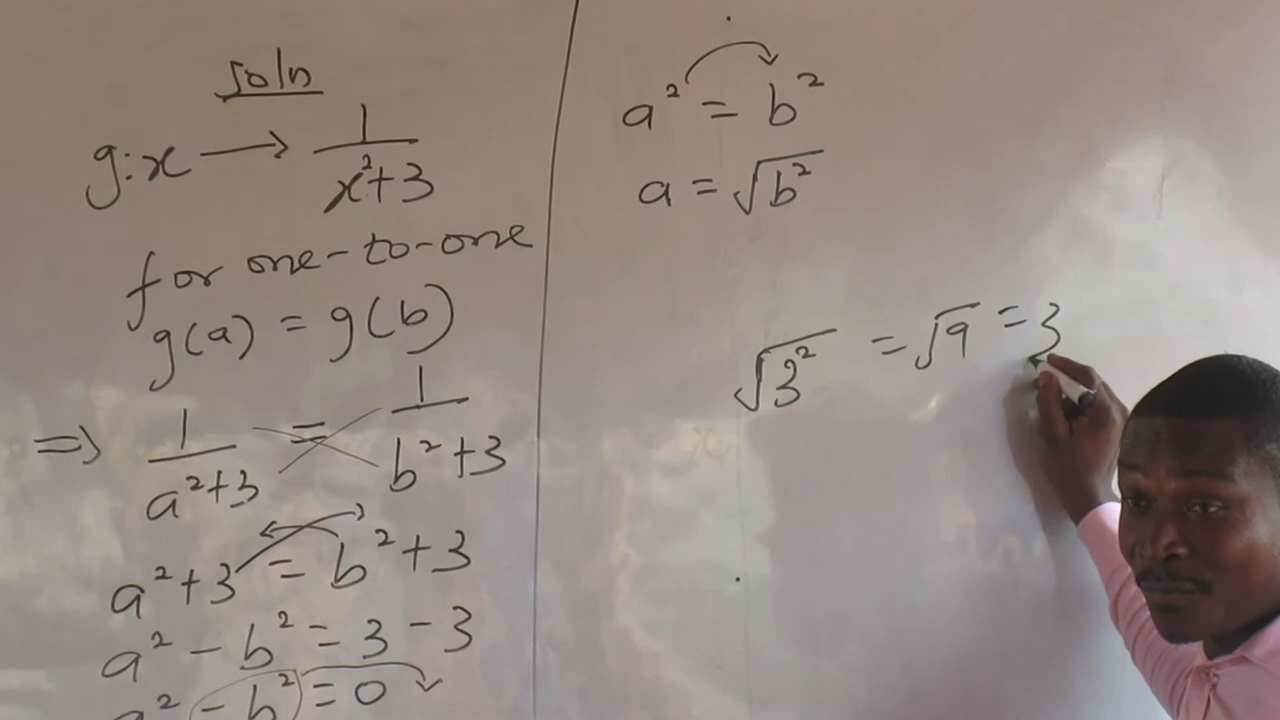 soln
g:x → 1/(x²+3)
for one-to-one
g(a) = g(b)
⇒ 1/(a²+3) = 1/(b²+3)
a²+3 = b²+3
a² - b² = 3 - 3
a² - b² = 0
a² = b²
a = √b²
√3² = √9 = 3